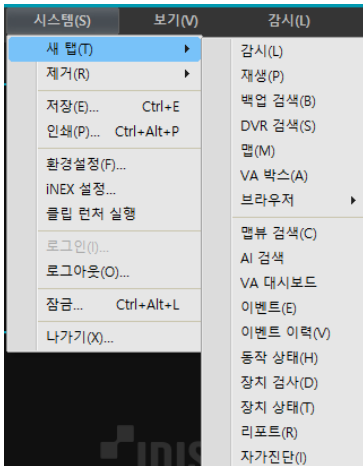 시스템(S) 보기(V) 감시(L)
새 탭(T)
제거(R)
저장(E)... Ctrl+E
인쇄(P)... Ctrl+Alt+P
환경설정(F)...
iNEX 설정...
클립 런처 실행
로그인(I)...
로그아웃(O)...
잠금... Ctrl+Alt+L
나가기(X)...
감시(L)
재생(P)
백업 검색(B)
DVR 검색(S)
맵(M)
VA 박스(A)
브라우저
맵뷰 검색(C)
AI 검색
VA 대시보드
이벤트(E)
이벤트 이력(V)
동작 상태(H)
장치 검사(D)
장치 상태(T)
리포트(R)
자가진단(I)